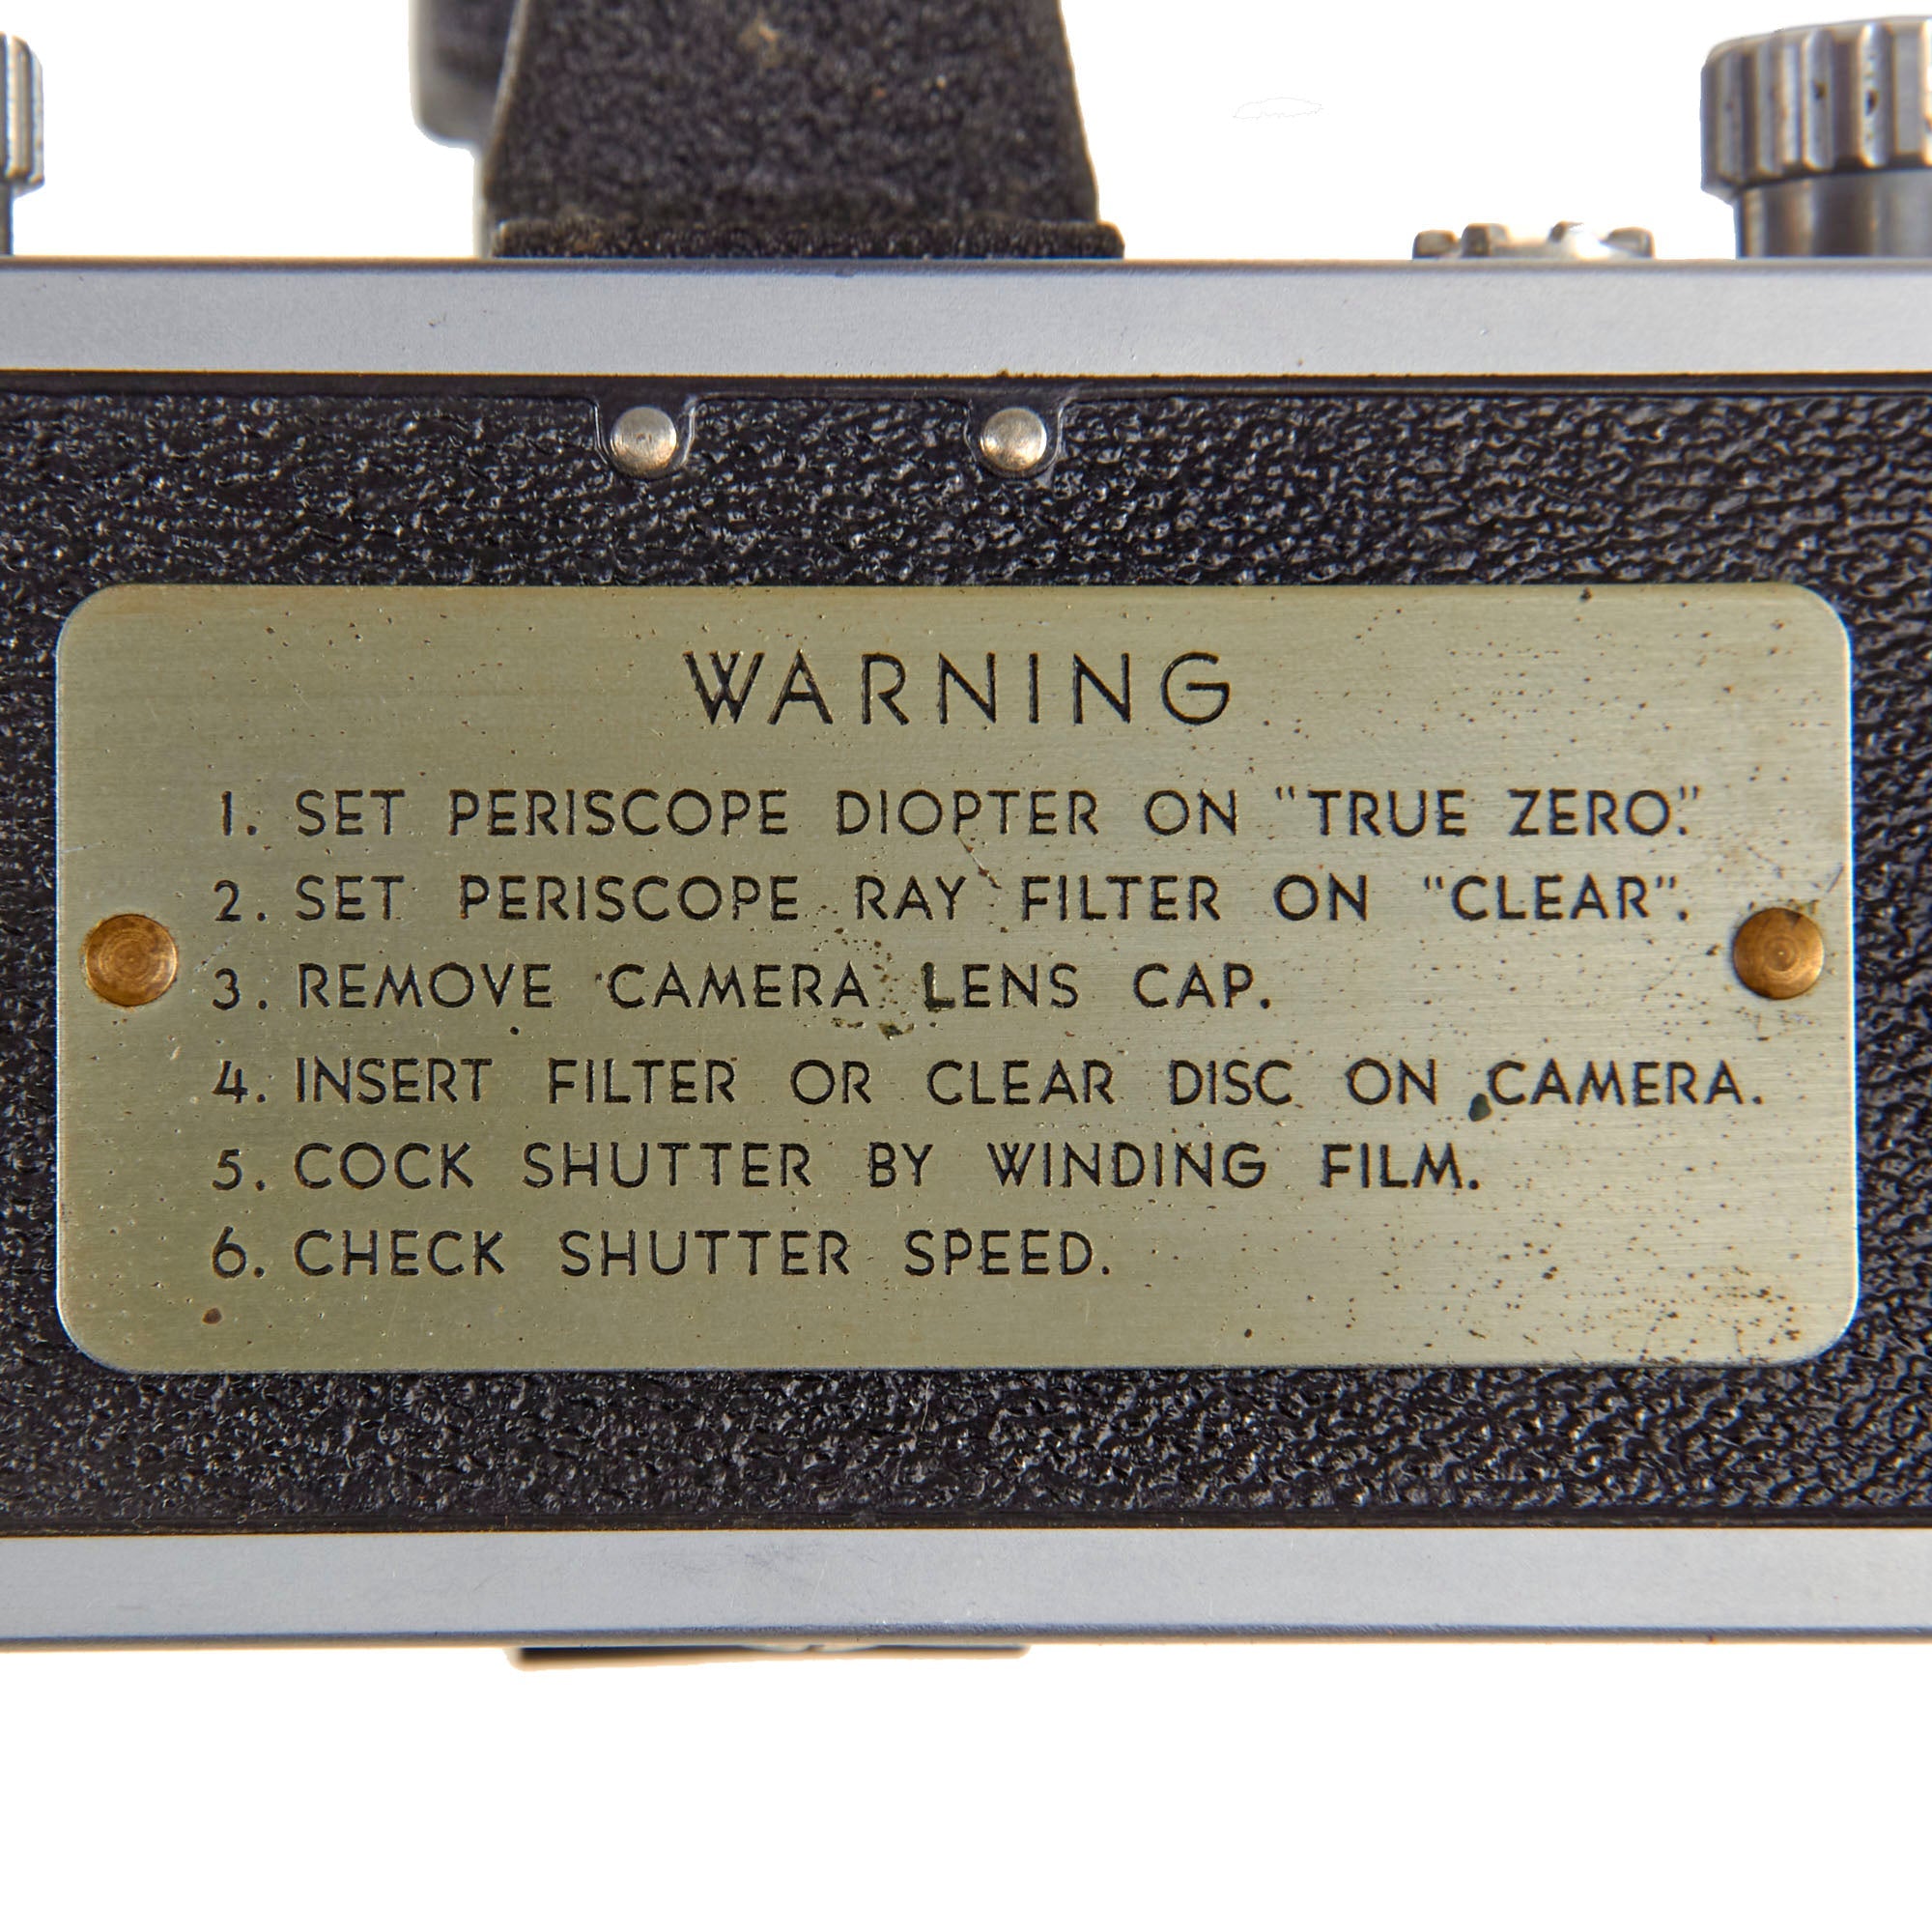 WARNING
1. SET PERISCOPE DIOPTER ON "TRUE ZERO."
2. SET PERISCOPE RAY FILTER ON "CLEAR".
3. REMOVE CAMERA LENS CAP.
4. INSERT FILTER OR CLEAR DISC ON CAMERA.
5. COCK SHUTTER BY WINDING FILM.
6. CHECK SHUTTER SPEED.